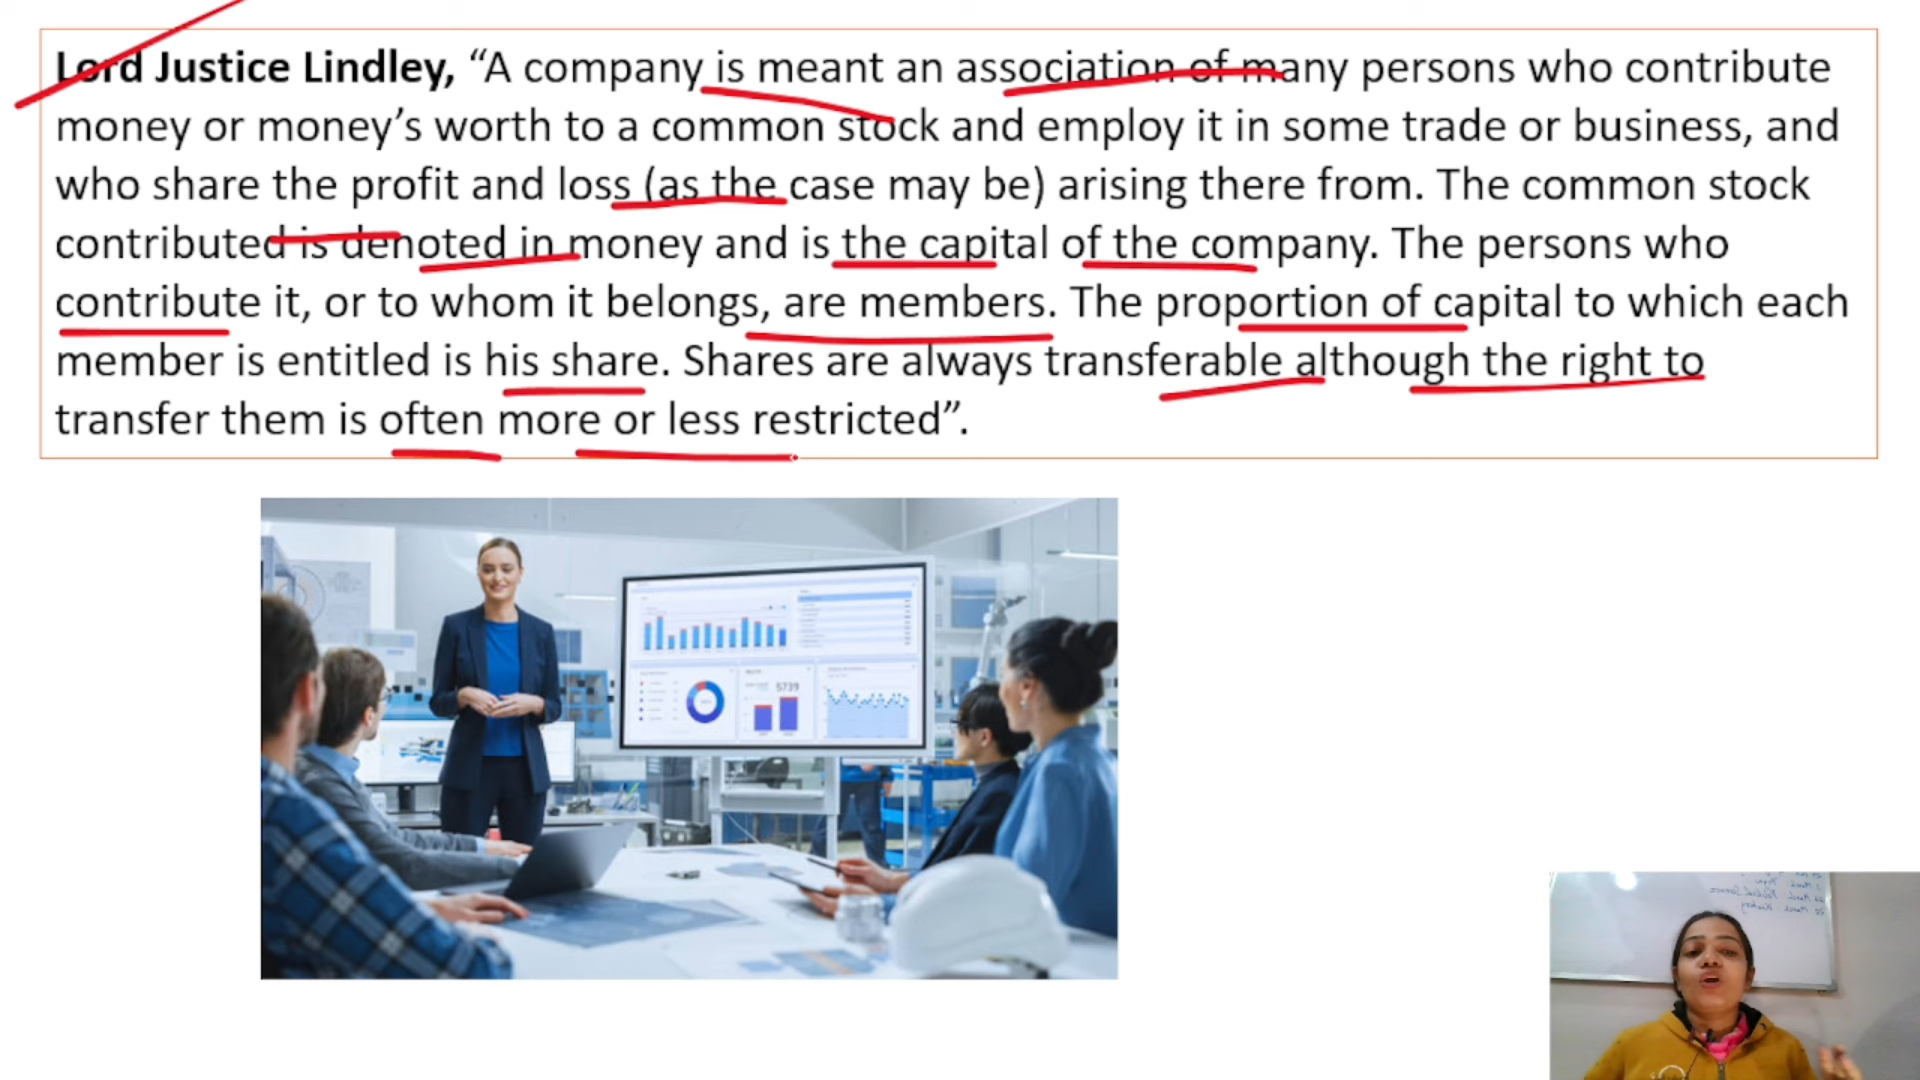 Lord Justice Lindley, “A company is meant an association of many persons who contribute
money or money’s worth to a common stock and employ it in some trade or business, and
who share the profit and loss (as the case may be) arising there from. The common stock
contributed is denoted in money and is the capital of the company. The persons who
contribute it, or to whom it belongs, are members. The proportion of capital to which each
member is entitled is his share. Shares are always transferable although the right to
transfer them is often more or less restricted”.
5739